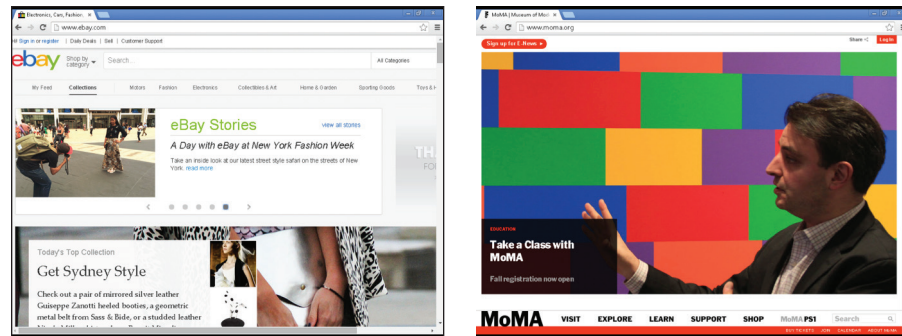 Electronics, Cars, Fashion,
www.ebay.com
Hi! Sign in or register | Daily Deals | Sell | Customer Support
ebay
Shop by category
Search...
All Categories
My Feed Collections Motors Fashion Electronics Collectibles & Art Home & Garden Sporting Goods Toys &
eBay Stories
view all stories
A Day with eBay at New York Fashion Week
Take an inside look at our latest street style safari on the streets of New
York. read more
Today's Top Collection
Get Sydney Style
Check out a pair of mirrored silver leather
Guiseppe Zanotti heeled booties, a geometric
metal belt from Sass & Bide, or a studded leather
MoMA | Museum of Mod
www.moma.org
Sign up for E-News
Share
Log In
EDUCATION
Take a Class with
MoMA
Fall registration now open
MoMA VISIT EXPLORE LEARN SUPPORT SHOP MoMA PS1 Search
BUY TICKETS JOIN CALENDAR ABOUT MoMA